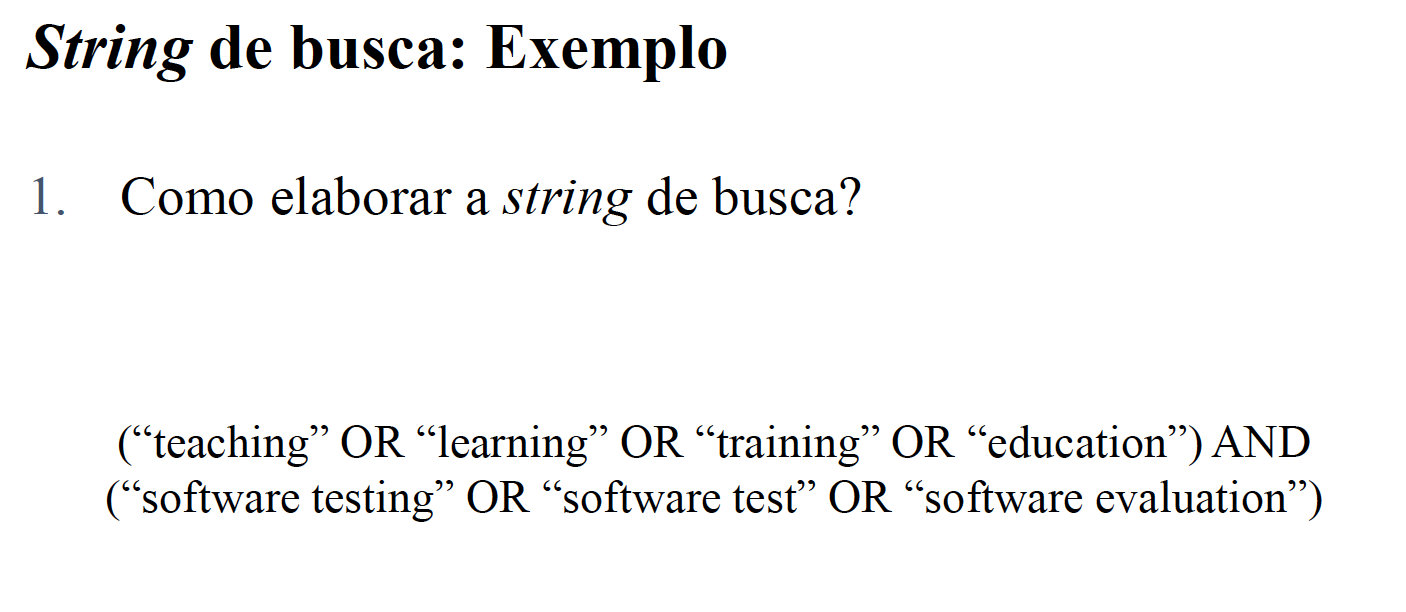 String de busca: Exemplo
1. Como elaborar a string de busca?
(“teaching” OR “learning” OR “training” OR “education”) AND
(“software testing” OR “software test” OR “software evaluation”)